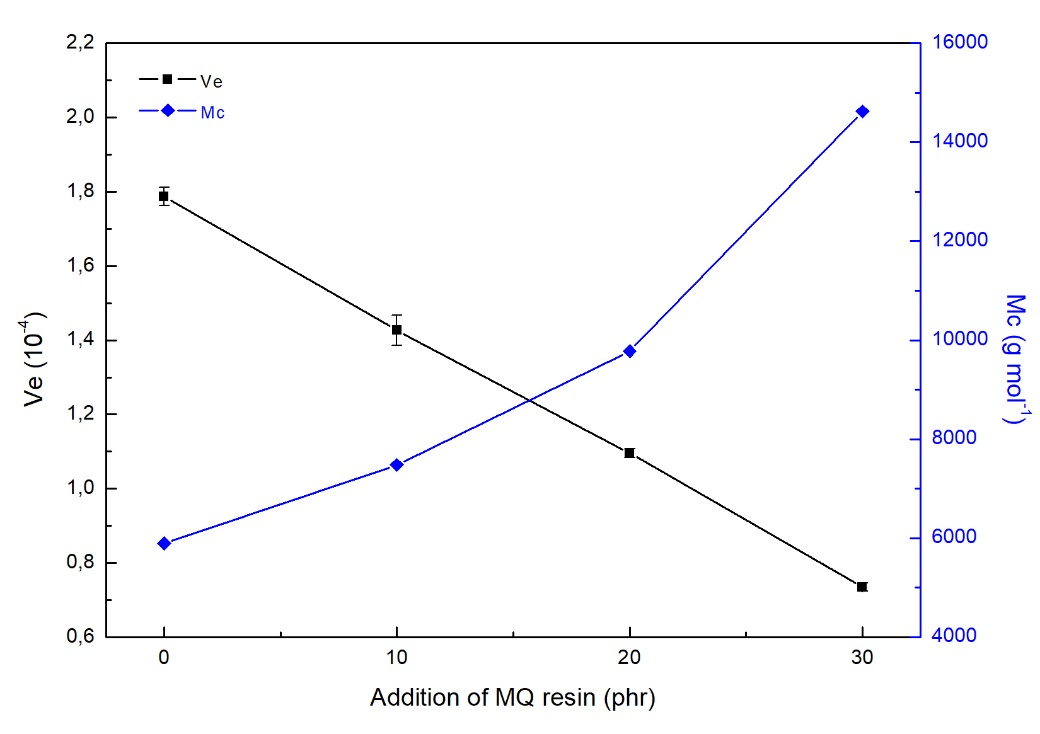 2,2
2,0
1,8
1,6
1,4
1,2
1,0
0,8
0,6
Ve (10⁻⁴)
Ve
Mc
16000
14000
12000
10000
8000
6000
4000
Mc (g mol⁻¹)
0 10 20 30
Addition of MQ resin (phr)